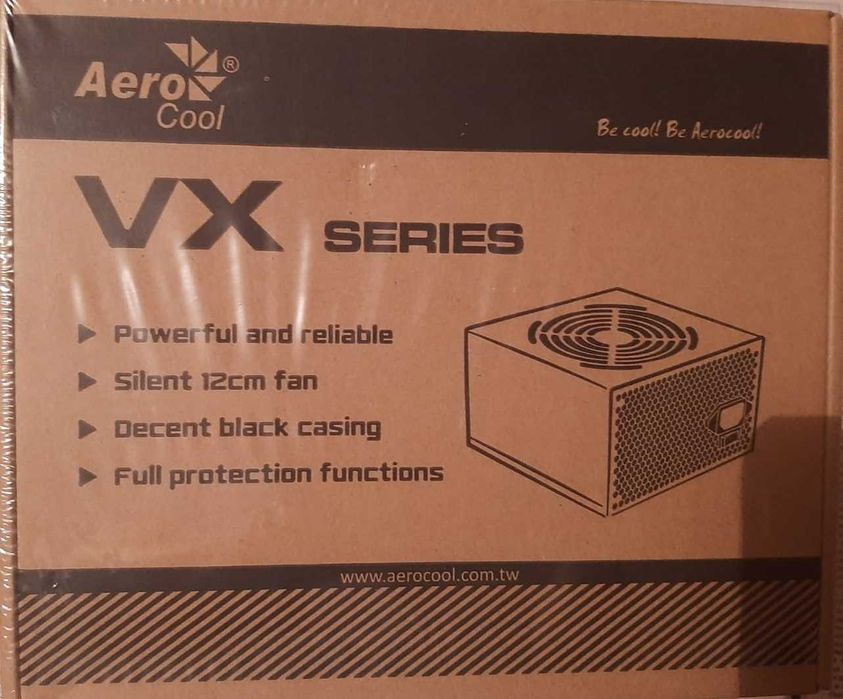 Aero®
Cool
Be cool! Be Aerocool!
VX SERIES
Powerful and reliable
Silent 12cm fan
Decent black casing
Full protection functions
www.aerocool.com.tw